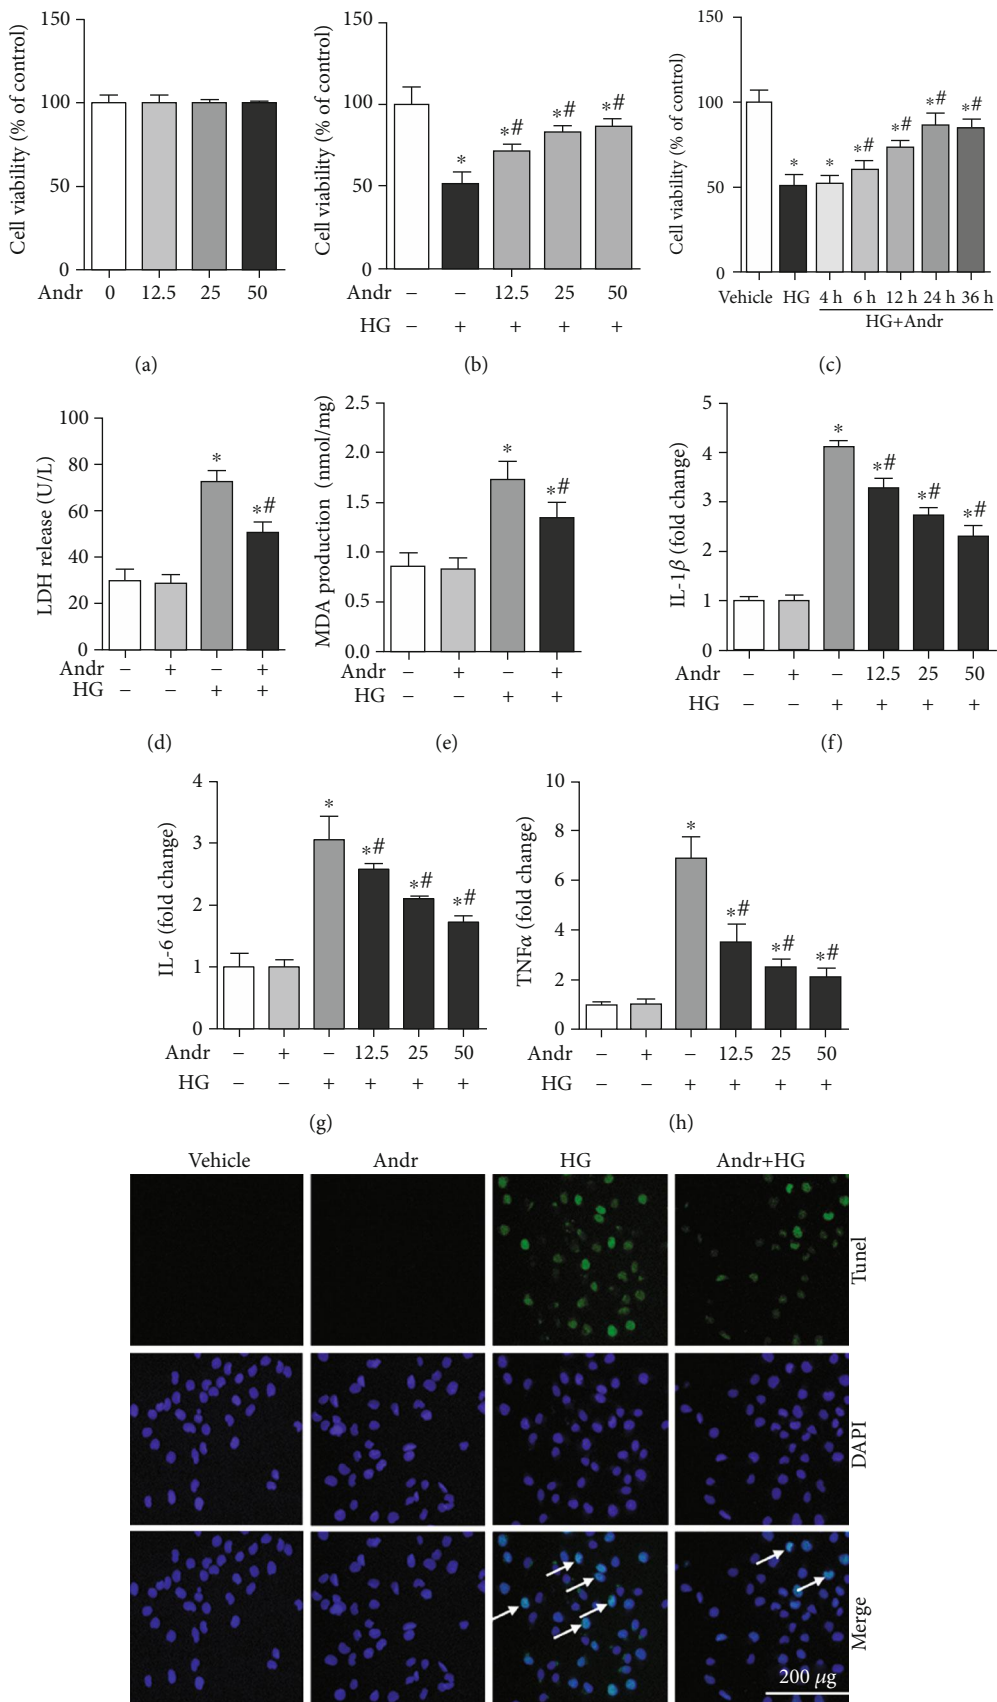 Cell viability (% of control)
150
100
50
0
Andr 0 12.5 25 50
(a)
Cell viability (% of control)
150
100
50
0
* *# *# *#
Andr – – 12.5 25 50
HG – + + + +
(b)
Cell viability (% of control)
150
100
50
0
* * *# *# *# *#
Vehicle HG 4 h 6 h 12 h 24 h 36 h
HG+Andr
(c)
LDH release (U/L)
100
80
60
40
20
0
* *#
Andr – + – +
HG – – + +
(d)
MDA production (nmol/mg)
2.5
2.0
1.5
1.0
0.5
0.0
* *#
Andr – + – +
HG – – + +
(e)
IL-1β (fold change)
5
4
3
2
1
0
* *# *# *#
Andr – + – 12.5 25 50
HG – – + + + +
(f)
IL-6 (fold change)
4
3
2
1
0
* *# *# *#
Andr – + – 12.5 25 50
HG – – + + + +
(g)
TNFα (fold change)
10
8
6
4
2
0
* *# *# *#
Andr – + – 12.5 25 50
HG – – + + + +
(h)
Vehicle Andr HG Andr+HG
Tunel
DAPI
Merge
200 μg